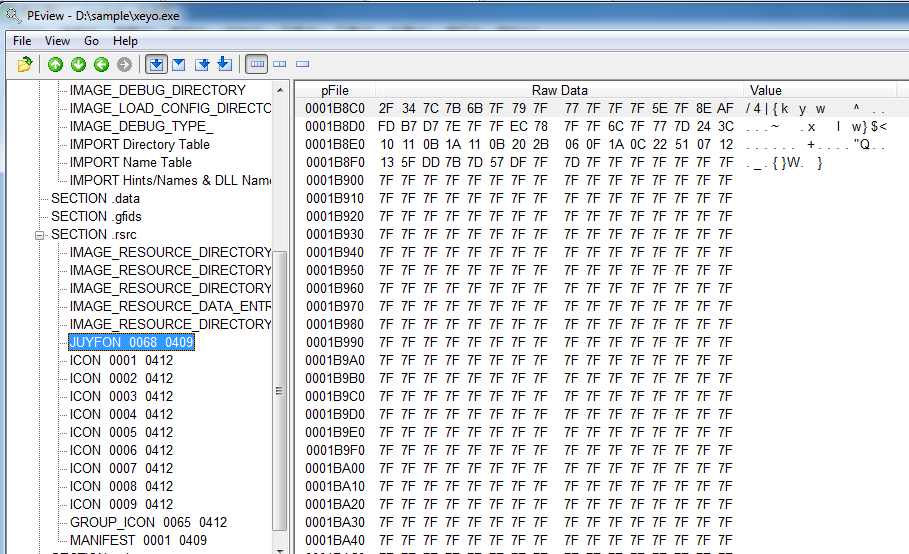 PEview - D:\sample\xeyo.exe
File View Go Help
IMAGE_DEBUG_DIRECTORY
IMAGE_LOAD_CONFIG_DIRECTO
IMAGE_DEBUG_TYPE_
IMPORT Directory Table
IMPORT Name Table
IMPORT Hints/Names & DLL Name
SECTION .data
SECTION .gfids
SECTION .rsrc
IMAGE_RESOURCE_DIRECTORY
IMAGE_RESOURCE_DIRECTORY
IMAGE_RESOURCE_DIRECTORY
IMAGE_RESOURCE_DATA_ENTR
IMAGE_RESOURCE_DIRECTORY
JUYFON 0068 0409
ICON 0001 0412
ICON 0002 0412
ICON 0003 0412
ICON 0004 0412
ICON 0005 0412
ICON 0006 0412
ICON 0007 0412
ICON 0008 0412
ICON 0009 0412
GROUP_ICON 0065 0412
MANIFEST 0001 0409
pFile Raw Data Value
0001B8C0 2F 34 7C 7B 6B 7F 79 7F 77 7F 7F 7F 5E 7F 8E AF / 4 | { k y w ^ . .
0001B8D0 FD B7 D7 7E 7F 7F EC 78 7F 7F 6C 7F 77 7D 24 3C . . . ~ . x l w } $ <
0001B8E0 10 11 0B 1A 11 0B 20 2B 06 0F 1A 0C 22 51 07 12 . . . . . . + . . . . " Q . .
0001B8F0 13 5F DD 7B 7D 57 DF 7F 7D 7F 7F 7F 7F 7F 7F 7F . _ . { } W . }
0001B900 7F 7F 7F 7F 7F 7F 7F 7F 7F 7F 7F 7F 7F 7F 7F 7F
0001B910 7F 7F 7F 7F 7F 7F 7F 7F 7F 7F 7F 7F 7F 7F 7F 7F
0001B920 7F 7F 7F 7F 7F 7F 7F 7F 7F 7F 7F 7F 7F 7F 7F 7F
0001B930 7F 7F 7F 7F 7F 7F 7F 7F 7F 7F 7F 7F 7F 7F 7F 7F
0001B940 7F 7F 7F 7F 7F 7F 7F 7F 7F 7F 7F 7F 7F 7F 7F 7F
0001B950 7F 7F 7F 7F 7F 7F 7F 7F 7F 7F 7F 7F 7F 7F 7F 7F
0001B960 7F 7F 7F 7F 7F 7F 7F 7F 7F 7F 7F 7F 7F 7F 7F 7F
0001B970 7F 7F 7F 7F 7F 7F 7F 7F 7F 7F 7F 7F 7F 7F 7F 7F
0001B980 7F 7F 7F 7F 7F 7F 7F 7F 7F 7F 7F 7F 7F 7F 7F 7F
0001B990 7F 7F 7F 7F 7F 7F 7F 7F 7F 7F 7F 7F 7F 7F 7F 7F
0001B9A0 7F 7F 7F 7F 7F 7F 7F 7F 7F 7F 7F 7F 7F 7F 7F 7F
0001B9B0 7F 7F 7F 7F 7F 7F 7F 7F 7F 7F 7F 7F 7F 7F 7F 7F
0001B9C0 7F 7F 7F 7F 7F 7F 7F 7F 7F 7F 7F 7F 7F 7F 7F 7F
0001B9D0 7F 7F 7F 7F 7F 7F 7F 7F 7F 7F 7F 7F 7F 7F 7F 7F
0001B9E0 7F 7F 7F 7F 7F 7F 7F 7F 7F 7F 7F 7F 7F 7F 7F 7F
0001B9F0 7F 7F 7F 7F 7F 7F 7F 7F 7F 7F 7F 7F 7F 7F 7F 7F
0001BA00 7F 7F 7F 7F 7F 7F 7F 7F 7F 7F 7F 7F 7F 7F 7F 7F
0001BA10 7F 7F 7F 7F 7F 7F 7F 7F 7F 7F 7F 7F 7F 7F 7F 7F
0001BA20 7F 7F 7F 7F 7F 7F 7F 7F 7F 7F 7F 7F 7F 7F 7F 7F
0001BA30 7F 7F 7F 7F 7F 7F 7F 7F 7F 7F 7F 7F 7F 7F 7F 7F
0001BA40 7F 7F 7F 7F 7F 7F 7F 7F 7F 7F 7F 7F 7F 7F 7F 7F